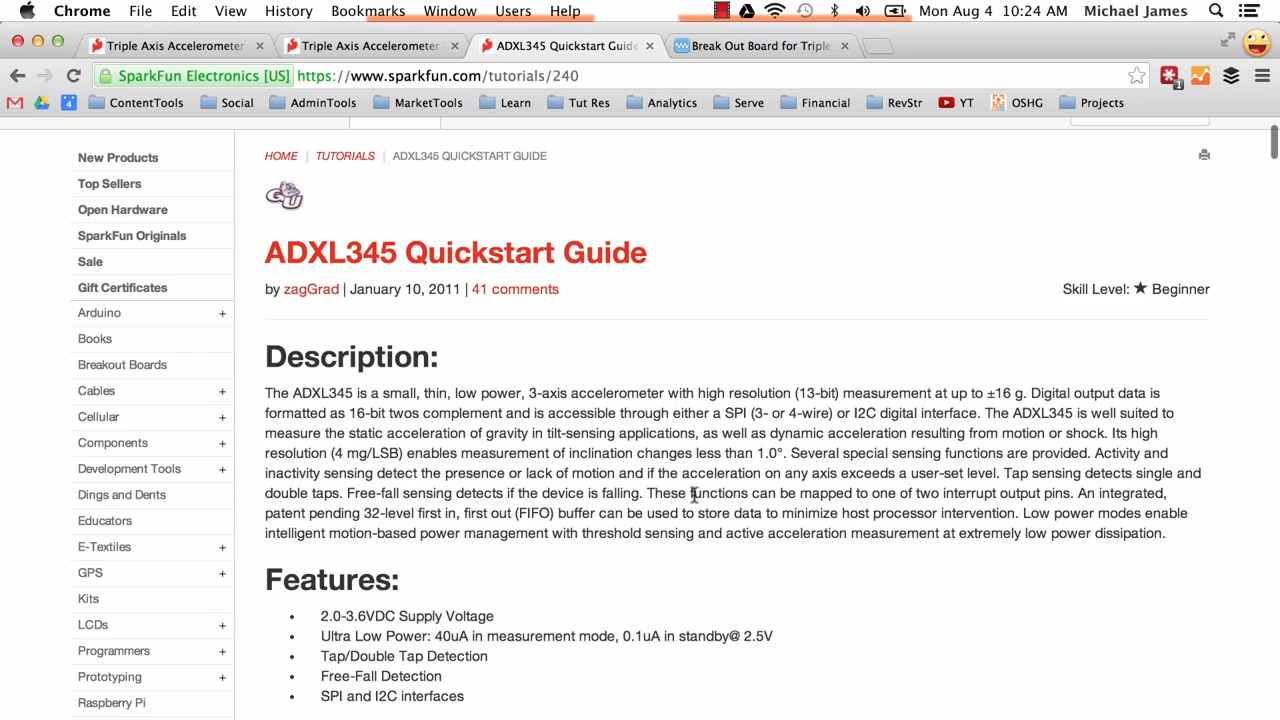 Chrome File Edit View History Bookmarks Window Users Help Mon Aug 4 10:24 AM Michael James
Triple Axis Accelerometer Triple Axis Accelerometer ADXL345 Quickstart Guide Break Out Board for Triple
SparkFun Electronics [US] https://www.sparkfun.com/tutorials/240 1
4 ContentTools Social AdminTools MarketTools Learn Tut Res Analytics Serve Financial RevStr YT OSHG Projects
New Products
Top Sellers
Open Hardware
SparkFun Originals
Sale
Gift Certificates
Arduino +
Books
Breakout Boards
Cables +
Cellular +
Components +
Development Tools +
Dings and Dents
Educators
E-Textiles +
GPS +
Kits
LCDs +
Programmers +
Prototyping +
Raspberry Pi
HOME | TUTORIALS | ADXL345 QUICKSTART GUIDE
GU
ADXL345 Quickstart Guide
by zagGrad | January 10, 2011 | 41 comments Skill Level: ★ Beginner
Description:
The ADXL345 is a small, thin, low power, 3-axis accelerometer with high resolution (13-bit) measurement at up to ±16 g. Digital output data is
formatted as 16-bit twos complement and is accessible through either a SPI (3- or 4-wire) or I2C digital interface. The ADXL345 is well suited to
measure the static acceleration of gravity in tilt-sensing applications, as well as dynamic acceleration resulting from motion or shock. Its high
resolution (4 mg/LSB) enables measurement of inclination changes less than 1.0°. Several special sensing functions are provided. Activity and
inactivity sensing detect the presence or lack of motion and if the acceleration on any axis exceeds a user-set level. Tap sensing detects single and
double taps. Free-fall sensing detects if the device is falling. These functions can be mapped to one of two interrupt output pins. An integrated,
patent pending 32-level first in, first out (FIFO) buffer can be used to store data to minimize host processor intervention. Low power modes enable
intelligent motion-based power management with threshold sensing and active acceleration measurement at extremely low power dissipation.
Features:
• 2.0-3.6VDC Supply Voltage
• Ultra Low Power: 40uA in measurement mode, 0.1uA in standby@ 2.5V
• Tap/Double Tap Detection
• Free-Fall Detection
• SPI and I2C interfaces